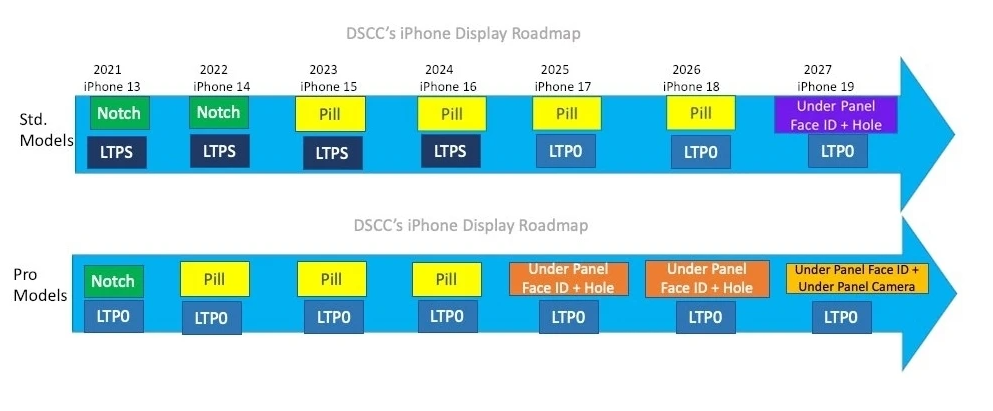 DSCC's iPhone Display Roadmap
2021 2022 2023 2024 2025 2026 2027
iPhone 13 iPhone 14 iPhone 15 iPhone 16 iPhone 17 iPhone 18 iPhone 19
Std.
Models
Notch Notch Pill Pill Pill Pill Under Panel
Face ID + Hole
LTPS LTPS LTPS LTPS LTPO LTPO LTPO
DSCC's iPhone Display Roadmap
Pro
Models
Notch Pill Pill Pill Under Panel Under Panel Under Panel Face ID +
Face ID + Hole Face ID + Hole Under Panel Camera
LTPO LTPO LTPO LTPO LTPO LTPO LTPO